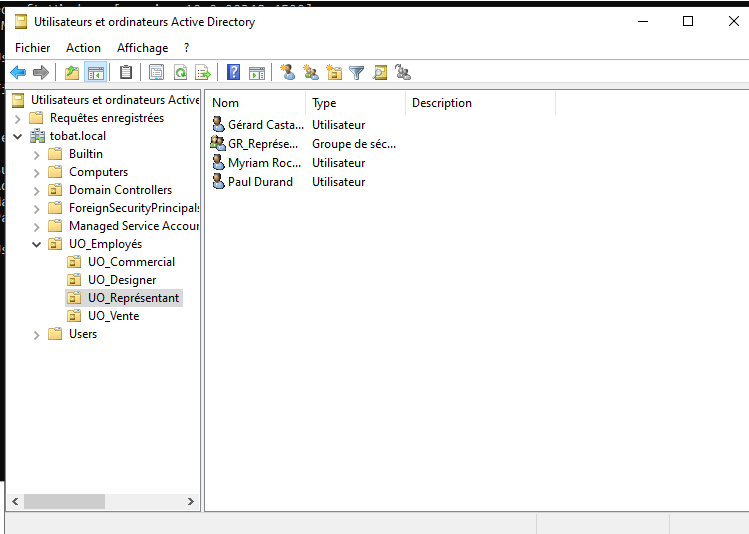 Utilisateurs et ordinateurs Active Directory
Fichier Action Affichage ?
Utilisateurs et ordinateurs Active
Requêtes enregistrées
tobat.local
Builtin
Computers
Domain Controllers
ForeignSecurityPrincipals
Managed Service Accour
UO_Employés
UO_Commercial
UO_Designer
UO_Représentant
UO_Vente
Users
Nom Type Description
Gérard Casta... Utilisateur
GR_Représe... Groupe de séc...
Myriam Roc... Utilisateur
Paul Durand Utilisateur